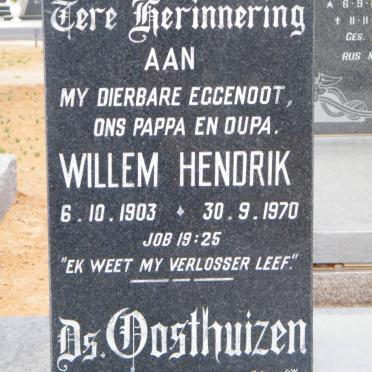 Tere Herinnering
AAN
MY DIERBARE EGGENOOT,
ONS PAPPA EN OUPA.
WILLEM HENDRIK
6.10.1903 ♦ 30.9.1970
JOB 19:25
"EK WEET MY VERLOSSER LEEF."
Ds. Oosthuizen